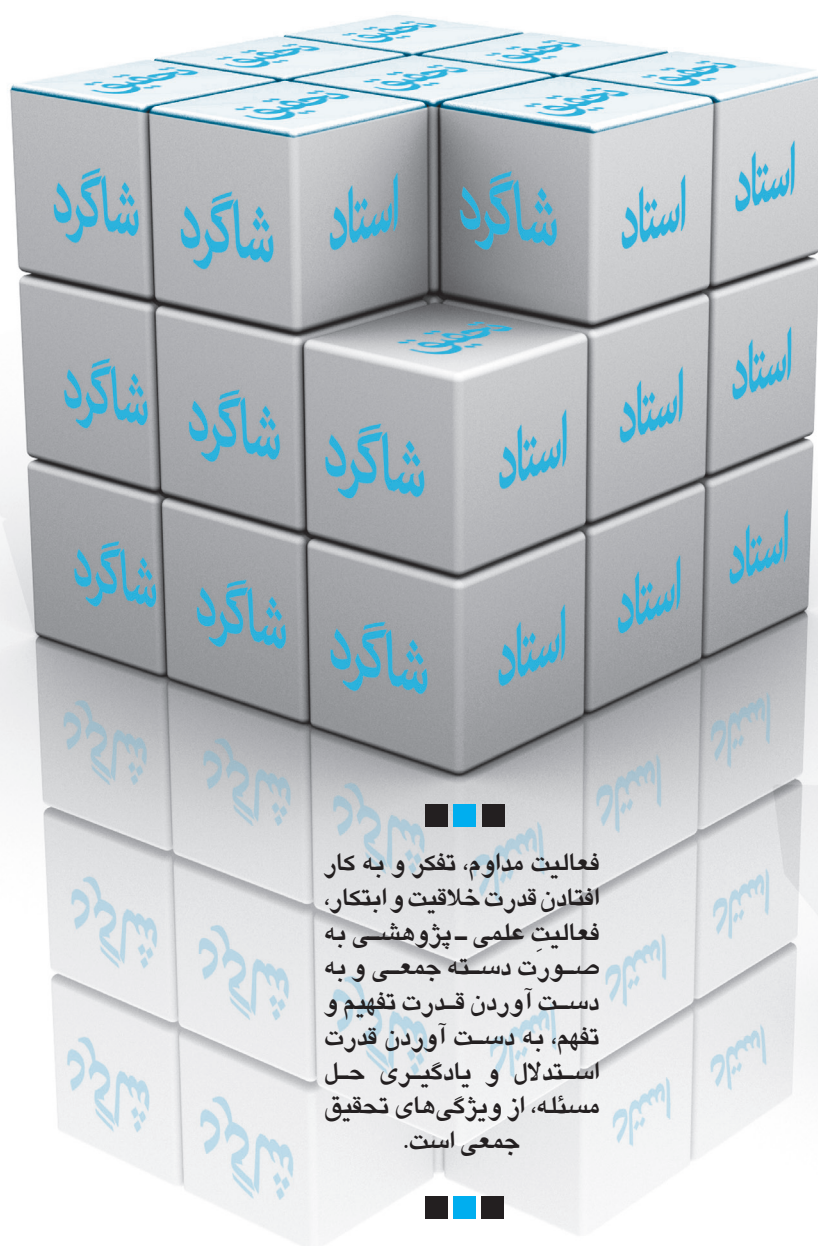 تحقیق
تحقیق تحقیق
تحقیق تحقیق تحقیق
تحقیق تحقیق
استاد استاد شاگرد استاد شاگرد شاگرد
تحقیق
استاد استاد استاد شاگرد شاگرد شاگرد
استاد استاد استاد شاگرد شاگرد شاگرد
فعالیت مداوم، تفکر و به کار
افتادن قدرت خلاقیت و ابتکار،
فعالیتِ علمی ـ پژوهشی به
صورت دسته جمعی و به
دست آوردن قدرت تفهیم و
تفهم، به دست آوردن قدرت
استدلال و یادگیری حل
مسئله، از ویژگی‌های تحقیق
جمعی است.